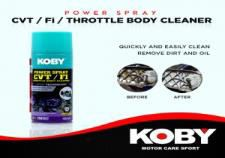 POWER SPRAY
CVT / Fi / THROTTLE BODY CLEANER
QUICKLY AND EASILY CLEAN
REMOVE DIRT AND OIL
KOBY
POWER SPRAY
CVT / Fi
BEFORE
AFTER
KOBY
MOTOR CARE SPORT